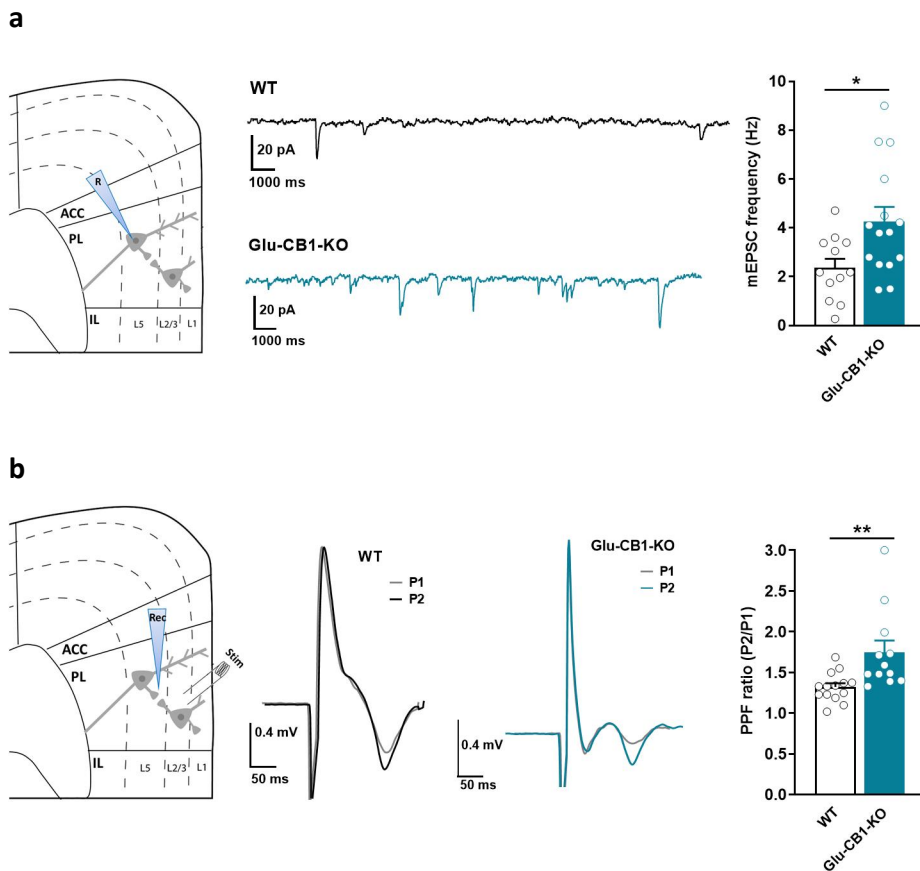 a
R
ACC
PL
IL
L5
L2/3
L1
WT
20 pA
1000 ms
Glu-CB1-KO
20 pA
1000 ms
mEPSC frequency (Hz)
10
8
6
4
2
0
*
WT
Glu-CB1-KO
b
Rec
Stim
ACC
PL
IL
L5
L2/3
L1
WT
P1
P2
0.4 mV
50 ms
Glu-CB1-KO
P1
P2
0.4 mV
50 ms
PPF ratio (P2/P1)
3.0
2.5
2.0
1.5
1.0
0.5
0.0
**
WT
Glu-CB1-KO